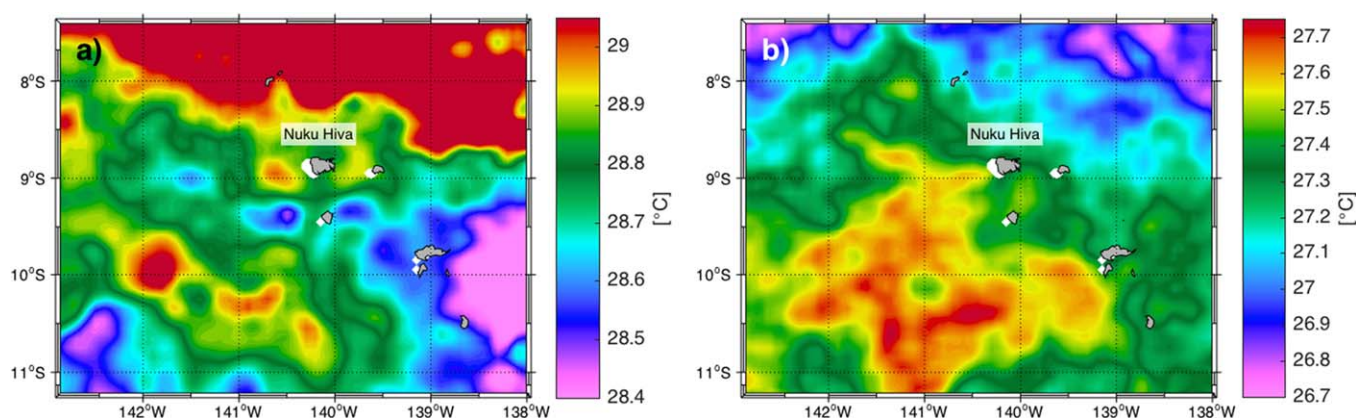 a)
Nuku Hiva
8°S
9°S
10°S
11°S
142°W
141°W
140°W
139°W
138°W
29
28.9
28.8
28.7
28.6
28.5
28.4
[°C]
b)
Nuku Hiva
8°S
9°S
10°S
11°S
142°W
141°W
140°W
139°W
138°W
27.7
27.6
27.5
27.4
27.3
27.2
27.1
27
26.9
26.8
26.7
[°C]